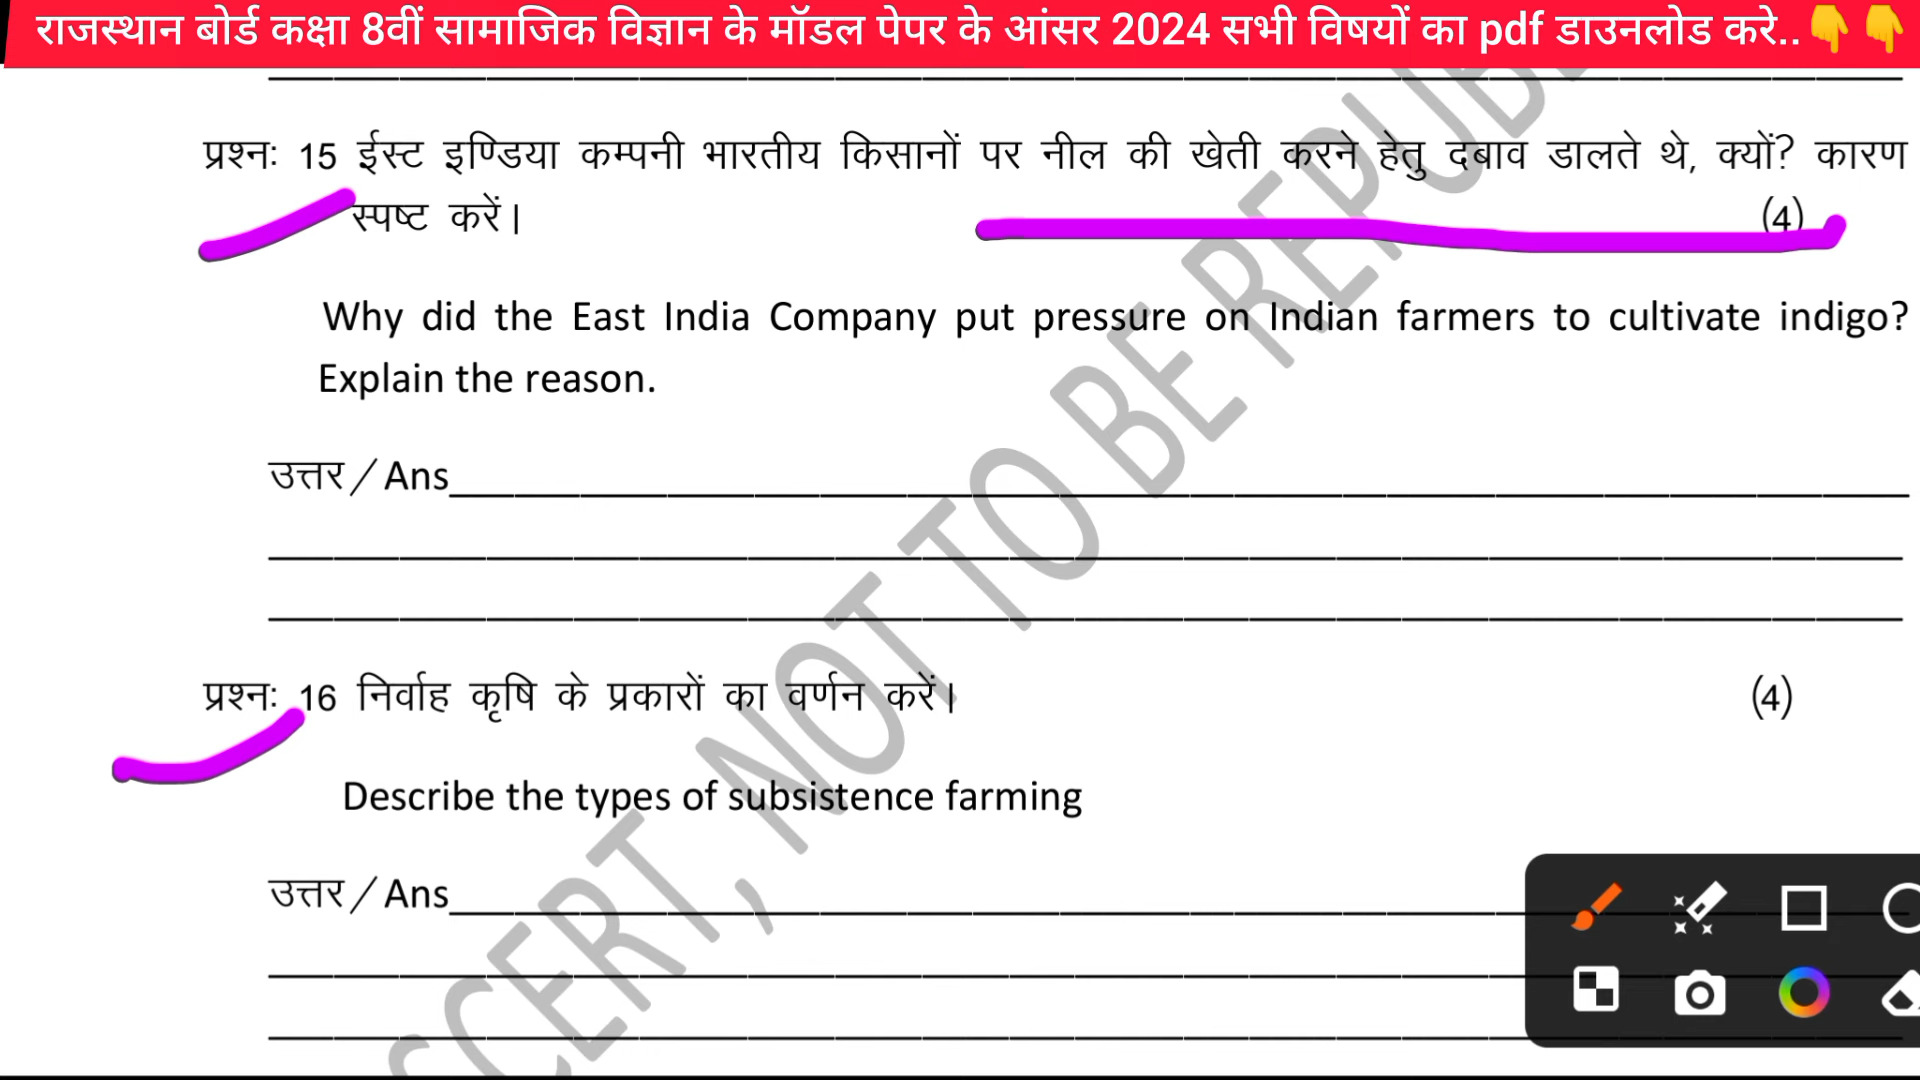 राजस्थान बोर्ड कक्षा 8वीं सामाजिक विज्ञान के मॉडल पेपर के आंसर 2024 सभी विषयों का pdf डाउनलोड करे..👇👇
प्रश्नः 15 ईस्ट इण्डिया कम्पनी भारतीय किसानों पर नील की खेती करने हेतु दबाव डालते थे, क्यों? कारण
स्पष्ट करें। (4)
Why did the East India Company put pressure on Indian farmers to cultivate indigo?
Explain the reason.
उत्तर/Ans
प्रश्नः 16 निर्वाह कृषि के प्रकारों का वर्णन करें। (4)
Describe the types of subsistence farming
उत्तर/Ans
CERT, NOT TO BE REPUB